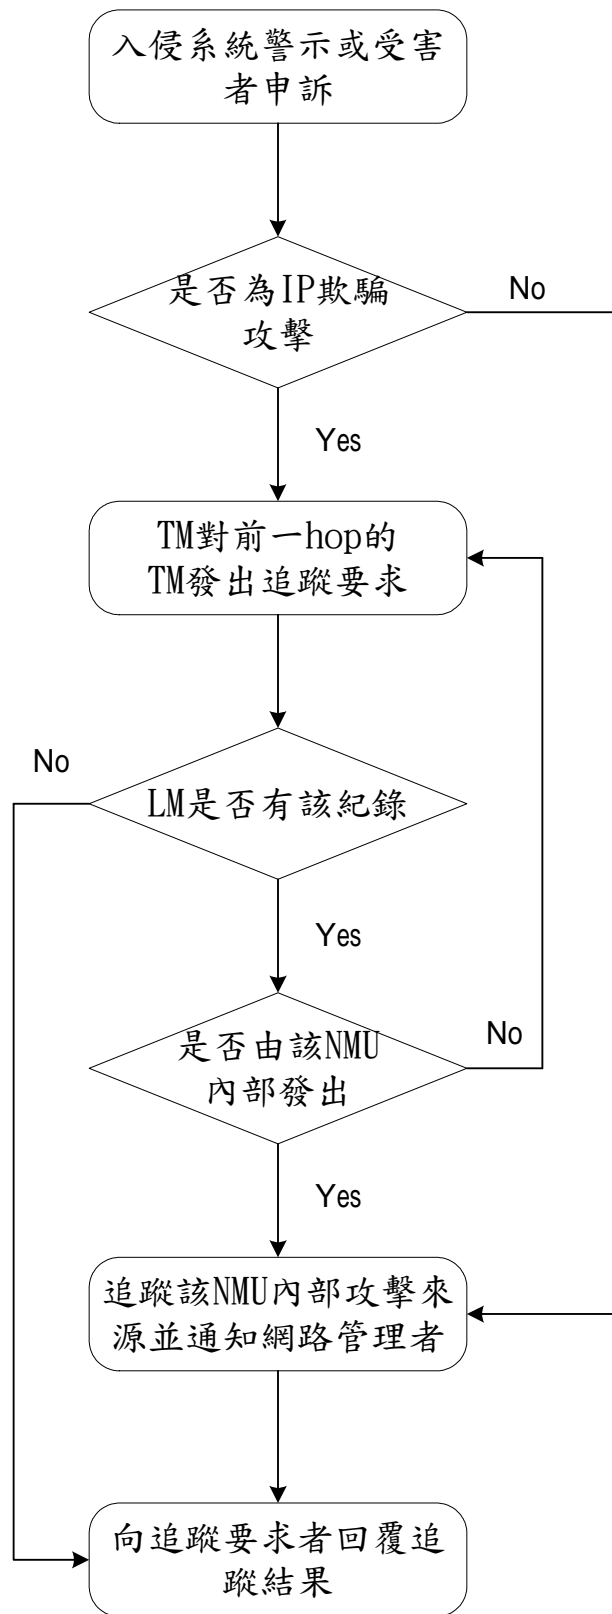 入侵系統警示或受害
者申訴
是否為IP欺騙
攻擊
No
Yes
TM對前一hop的
TM發出追蹤要求
No
LM是否有該紀錄
Yes
是否由該NMU
內部發出
No
Yes
追蹤該NMU內部攻擊來
源並通知網路管理者
向追蹤要求者回覆追
蹤結果